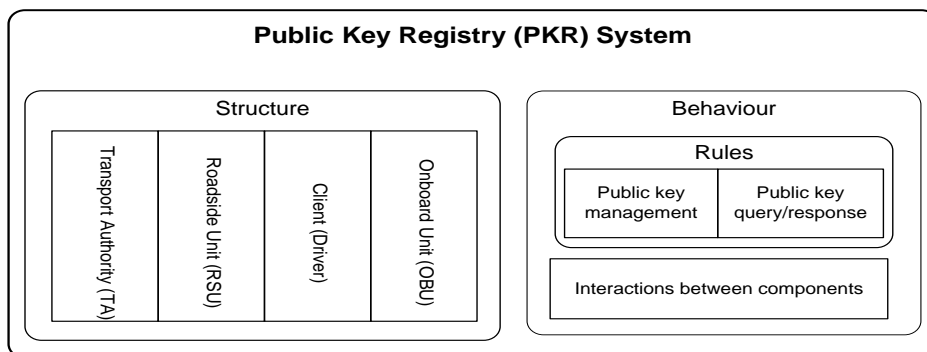 Public Key Registry (PKR) System
Structure
Transport Authority (TA)
Roadside Unit (RSU)
Client (Driver)
Onboard Unit (OBU)
Behaviour
Rules
Public key
management
Public key
query/response
Interactions between components